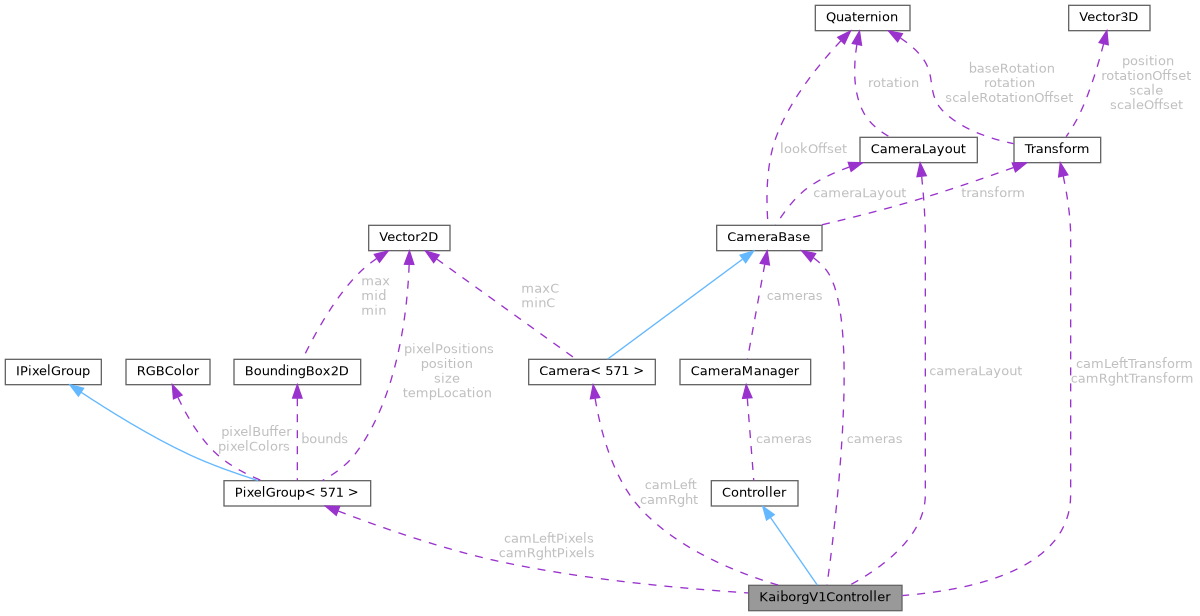 Quaternion
Vector3D
position
rotationOffset
scale
scaleOffset
baseRotation
rotation
scaleRotationOffset
rotation
lookOffset
CameraLayout
Transform
cameraLayout
transform
Vector2D
CameraBase
max
mid
min
maxC
minC
cameras
pixelPositions
position
size
tempLocation
IPixelGroup
RGBColor
BoundingBox2D
Camera< 571 >
CameraManager
cameraLayout
camLeftTransform
camRghtTransform
pixelBuffer
pixelColors
bounds
cameras
cameras
PixelGroup< 571 >
camLeft
camRght
Controller
camLeftPixels
camRghtPixels
KaiborgV1Controller